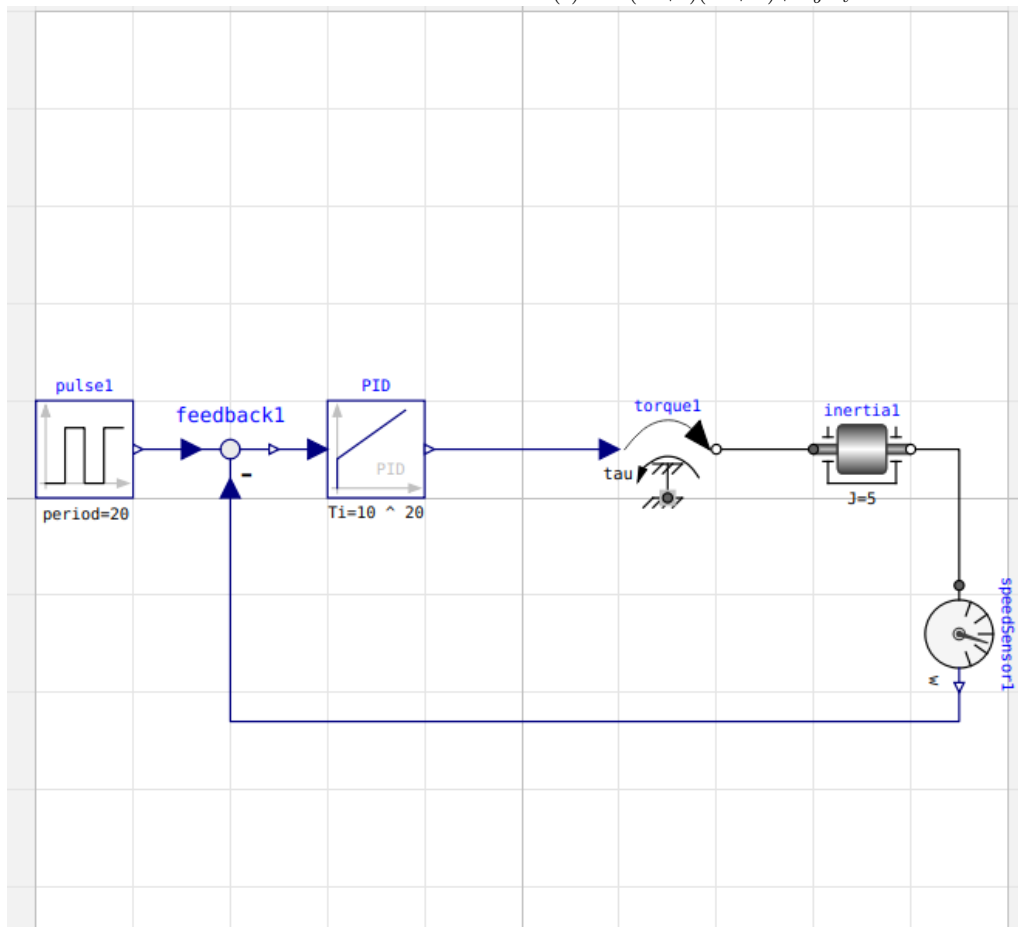 pulse1
PID
feedback1
torque1
inertia1
PID
-
tau
period=20
Ti=10 ^ 20
J=5
speedSensor1
w